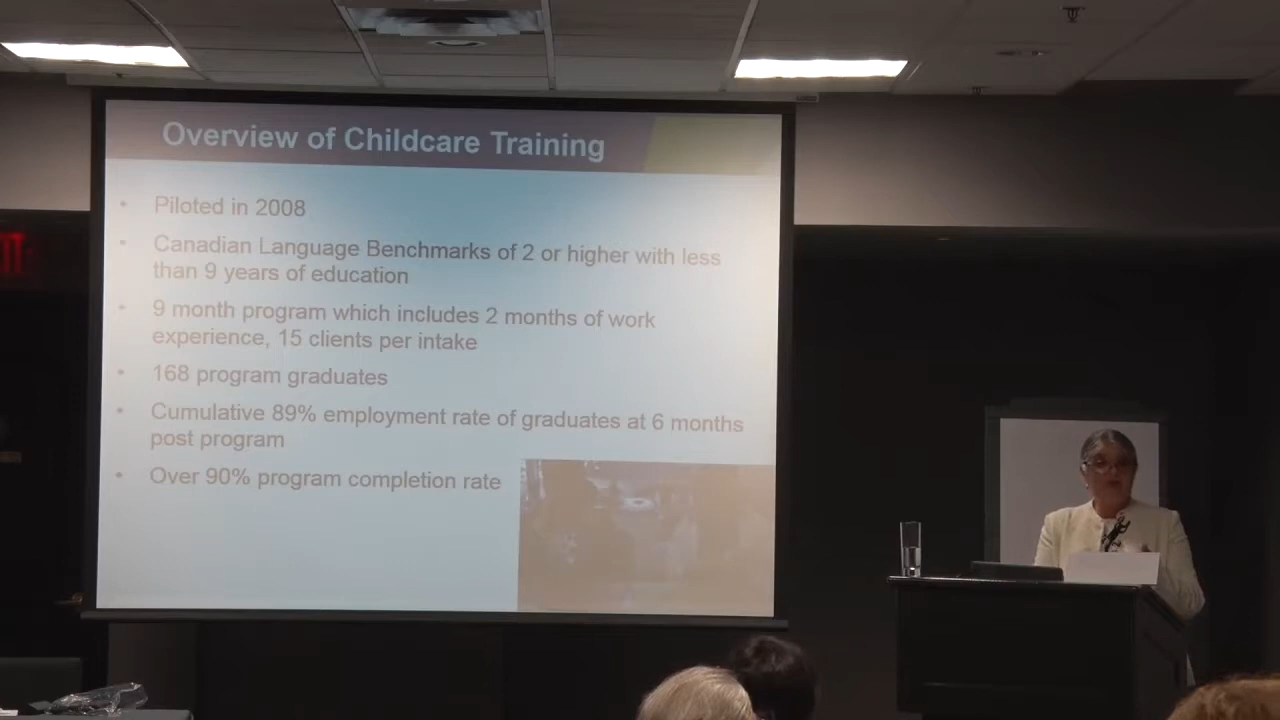 Overview of Childcare Training
• Piloted in 2008
• Canadian Language Benchmarks of 2 or higher with less
than 9 years of education
• 9 month program which includes 2 months of work
experience, 15 clients per intake
• 168 program graduates
• Cumulative 89% employment rate of graduates at 6 months
post program
• Over 90% program completion rate